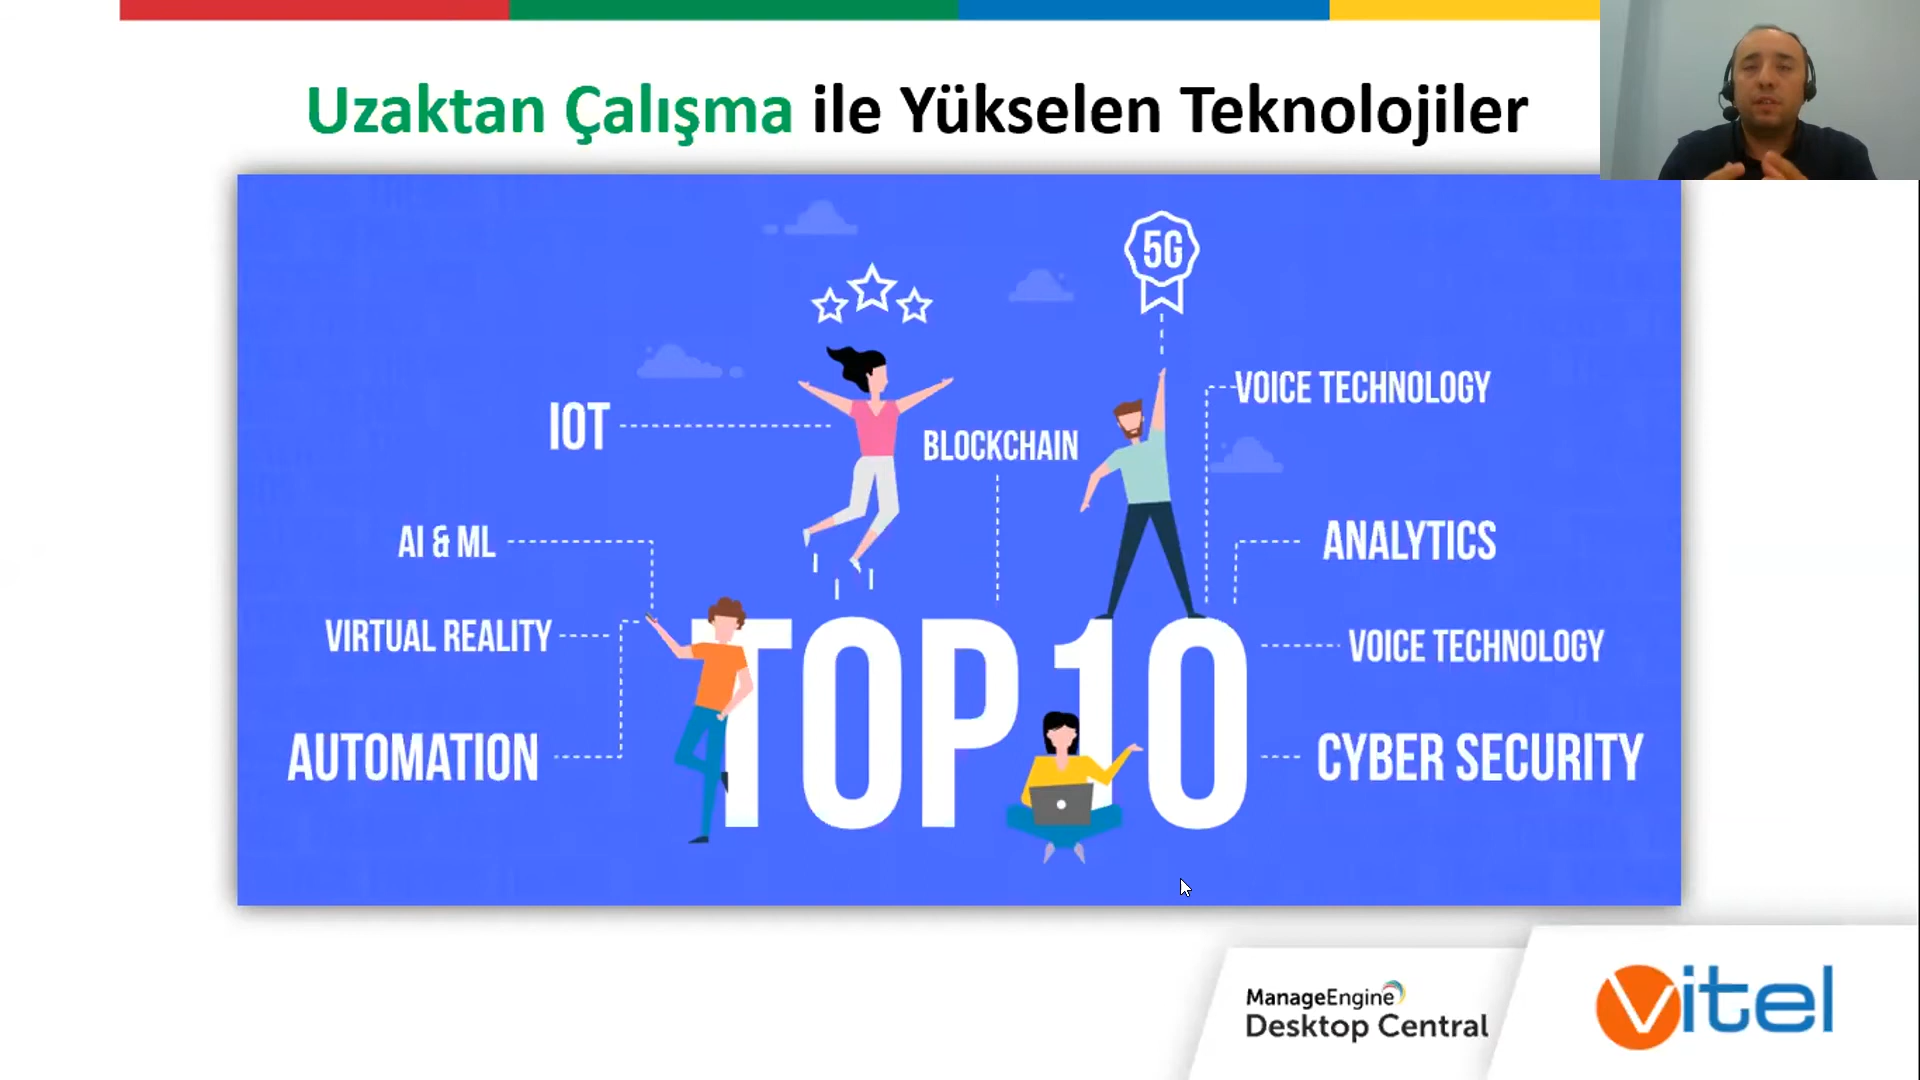 Uzaktan Çalışma ile Yükselen Teknolojiler
5G
VOICE TECHNOLOGY
IOT
BLOCKCHAIN
AI & ML
ANALYTICS
VIRTUAL REALITY
VOICE TECHNOLOGY
AUTOMATION
TOP 10
CYBER SECURITY
ManageEngine
Desktop Central
vitel